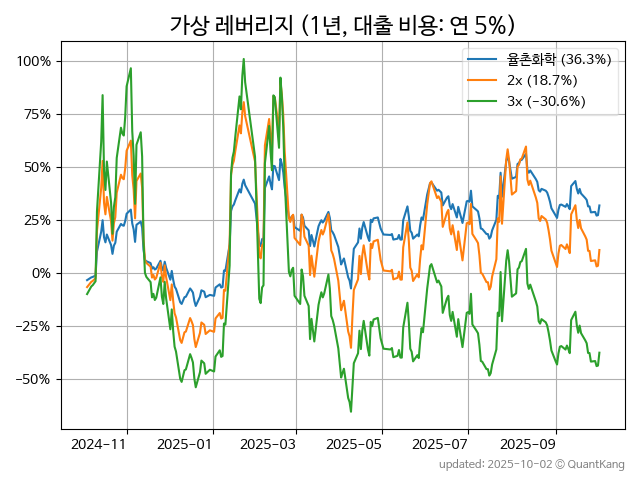 가상 레버리지 (1년, 대출 비용: 연 5%)
율촌화학 (36.3%)
2x (18.7%)
3x (−30.6%)
100%
75%
50%
25%
0%
−25%
−50%
2024-11
2025-01
2025-03
2025-05
2025-07
2025-09
updated: 2025-10-02 © QuantKang